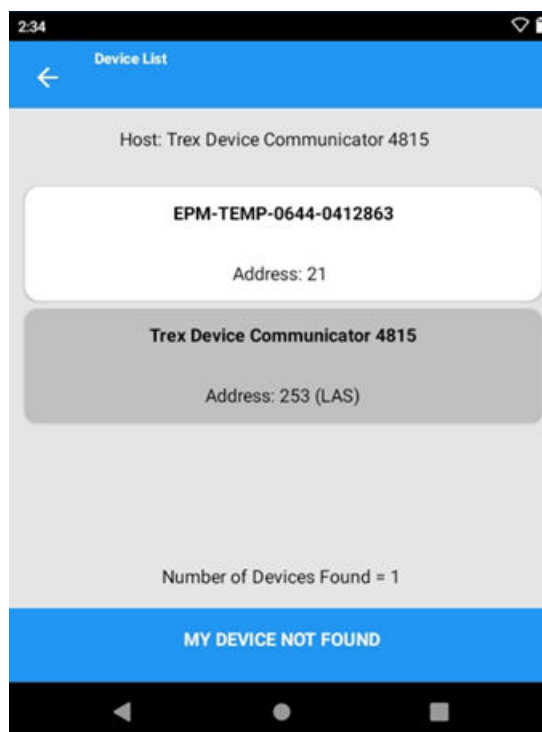 2:34
Device List
Host: Trex Device Communicator 4815
EPM-TEMP-0644-0412863
Address: 21
Trex Device Communicator 4815
Address: 253 (LAS)
Number of Devices Found = 1
MY DEVICE NOT FOUND